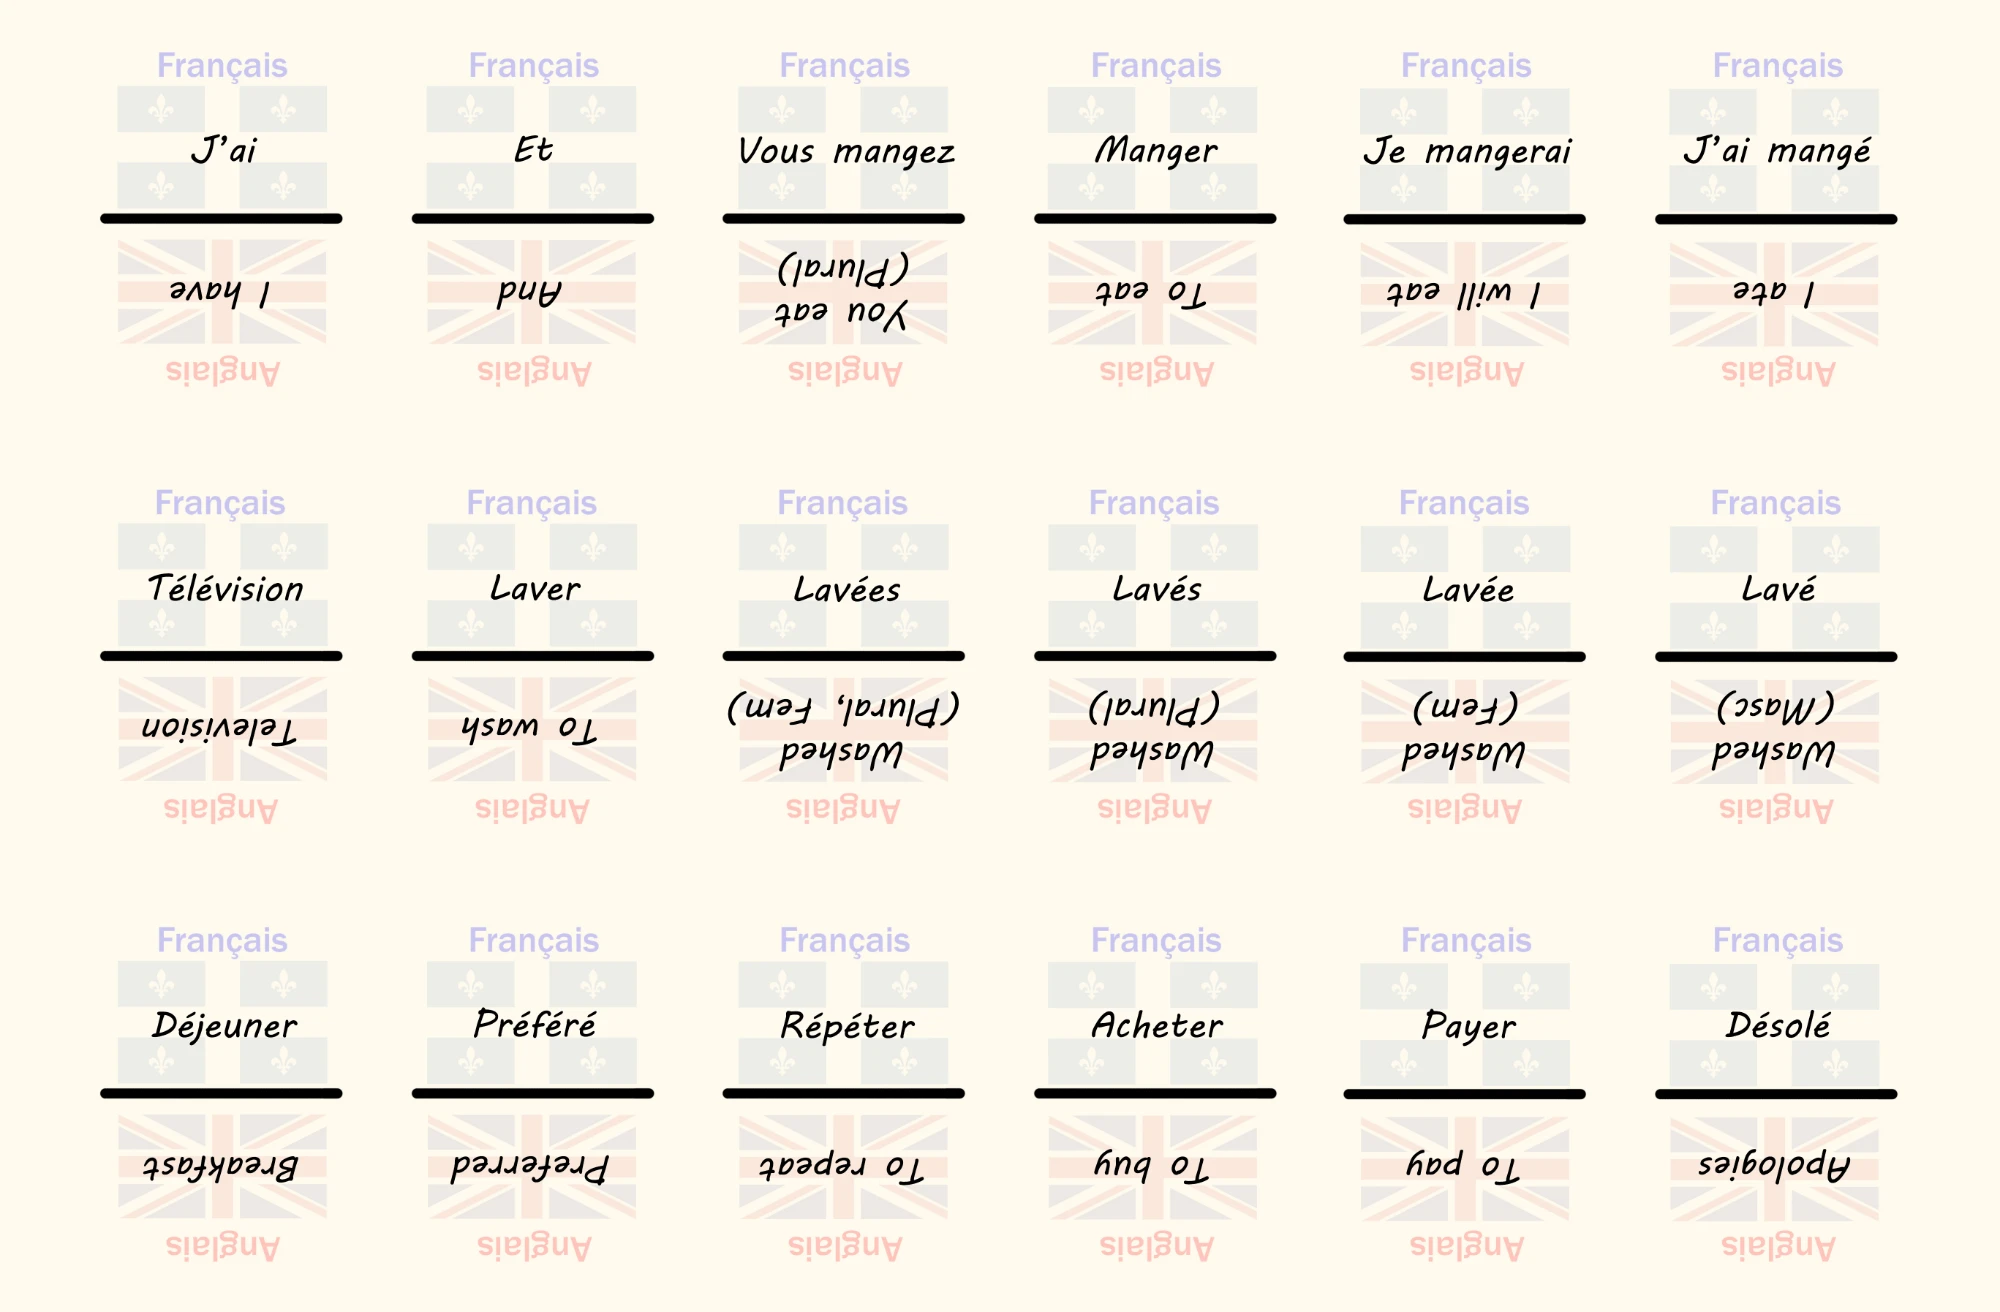 Français
J'ai
I have
Anglais
Français
Et
And
Anglais
Français
Vous mangez
You eat
(Plural)
Anglais
Français
Manger
To eat
Anglais
Français
Je mangerai
I will eat
Anglais
Français
J'ai mangé
I ate
Anglais
Français
Télévision
Television
Anglais
Français
Laver
To wash
Anglais
Français
Lavées
Washed
(Plural, Fem)
Anglais
Français
Lavés
Washed
(Plural)
Anglais
Français
Lavée
Washed
(Fem)
Anglais
Français
Lavé
Washed
(Masc)
Anglais
Français
Déjeuner
Breakfast
Anglais
Français
Préféré
Preferred
Anglais
Français
Répéter
To repeat
Anglais
Français
Acheter
To buy
Anglais
Français
Payer
To pay
Anglais
Français
Désolé
Apologies
Anglais